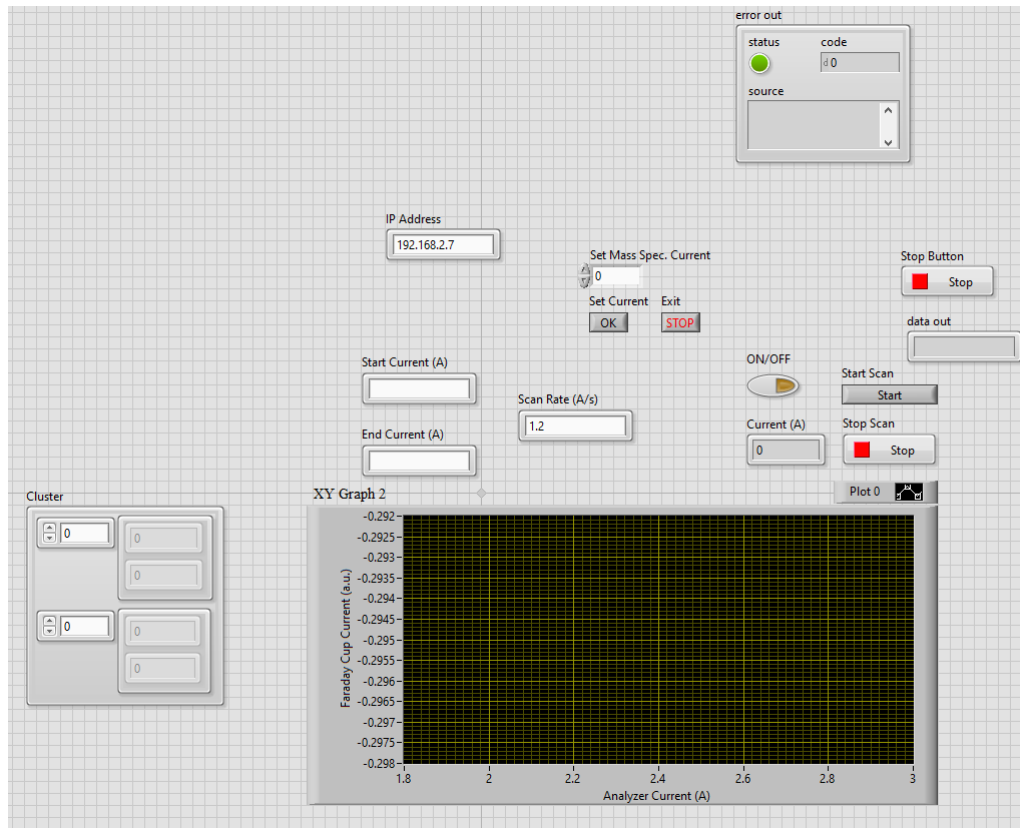 error out
status
code
d 0
source
IP Address
192.168.2.7
Set Mass Spec. Current
0
Stop Button
Stop
Set Current
Exit
OK
STOP
data out
Start Current (A)
ON/OFF
Start Scan
Start
Scan Rate (A/s)
1.2
End Current (A)
Current (A)
0
Stop Scan
Stop
Cluster
0
0
0
0
0
0
XY Graph 2
Plot 0
Faraday Cup Current (a.u.)
-0.292
-0.2925
-0.293
-0.2935
-0.294
-0.2945
-0.295
-0.2955
-0.296
-0.2965
-0.297
-0.2975
-0.298
1.8 2 2.2 2.4 2.6 2.8 3
Analyzer Current (A)